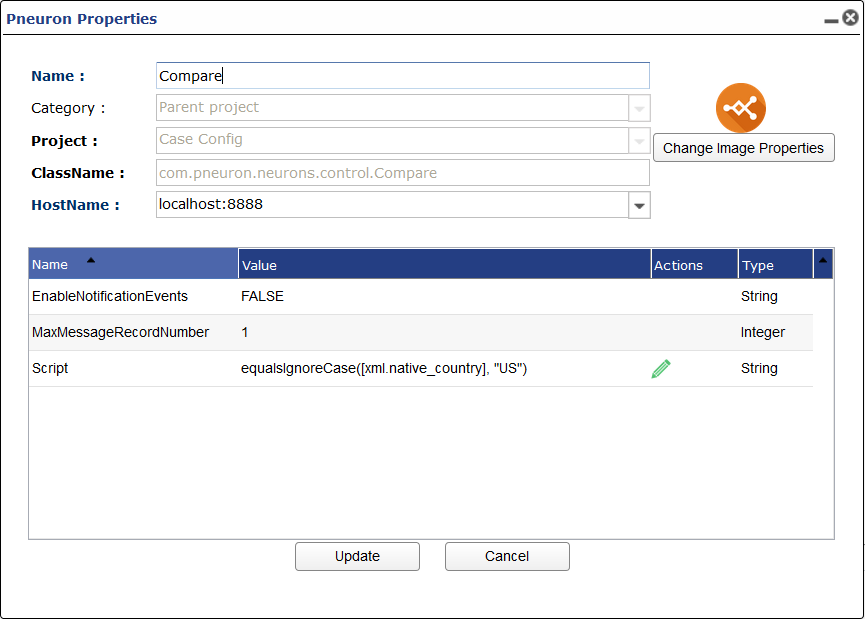 Pneuron Properties
Name : Compare
Category : Parent project
Project : Case Config
Change Image Properties
ClassName : com.pneuron.neurons.control.Compare
HostName : localhost:8888
Name Value Actions Type
EnableNotificationEvents FALSE String
MaxMessageRecordNumber 1 Integer
Script equalsIgnoreCase([xml.native_country], "US") String
Update Cancel